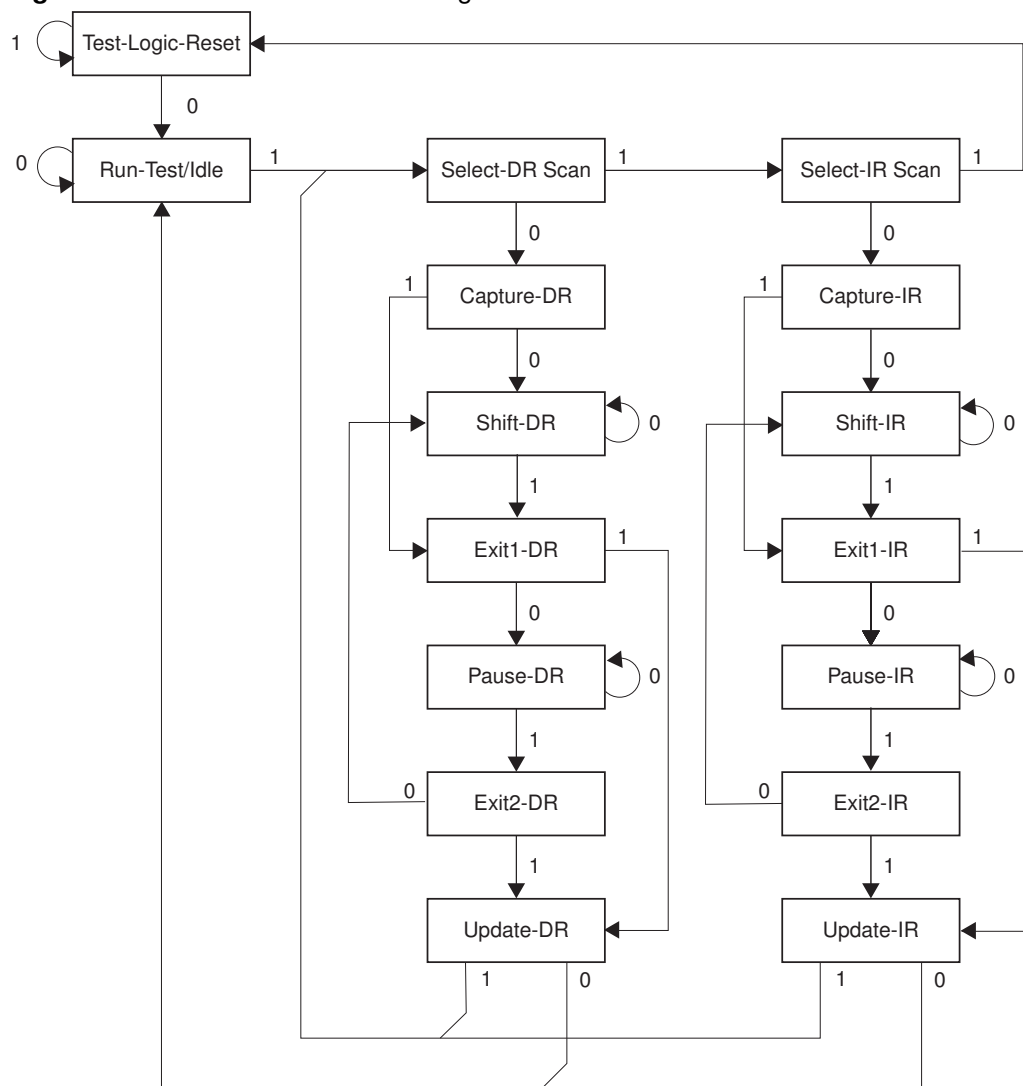 1
Test-Logic-Reset
0
0
Run-Test/Idle
1
Select-DR Scan
1
Select-IR Scan
1
0
0
1
Capture-DR
1
Capture-IR
0
0
Shift-DR
0
Shift-IR
0
1
1
Exit1-DR
1
Exit1-IR
1
0
0
Pause-DR
0
Pause-IR
0
1
1
0
Exit2-DR
0
Exit2-IR
1
1
Update-DR
Update-IR
1
0
1
0